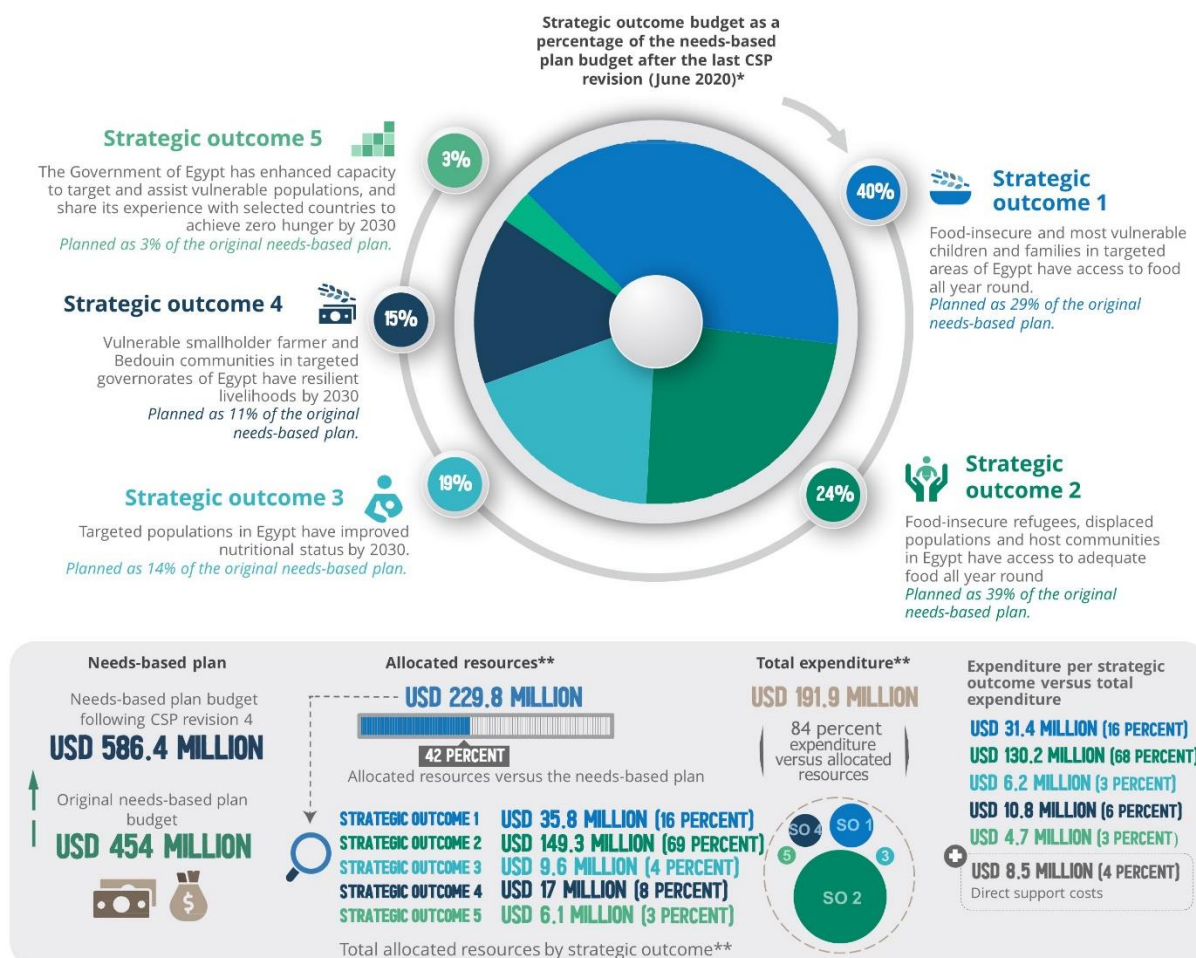 Strategic outcome budget as a
percentage of the needs-based
plan budget after the last CSP
revision (June 2020)*
Strategic outcome 5
The Government of Egypt has enhanced capacity
to target and assist vulnerable populations, and
share its experience with selected countries to
achieve zero hunger by 2030
Planned as 3% of the original needs-based plan.
3%
40%
Strategic
outcome 1
Food-insecure and most vulnerable
children and families in targeted
areas of Egypt have access to food
all year round.
Planned as 29% of the original
needs-based plan.
Strategic outcome 4
15%
Vulnerable smallholder farmer and
Bedouin communities in targeted
governorates of Egypt have resilient
livelihoods by 2030
Planned as 11% of the original
needs-based plan.
Strategic outcome 3
19%
Targeted populations in Egypt have improved
nutritional status by 2030.
Planned as 14% of the original needs-based plan.
24%
Strategic
outcome 2
Food-insecure refugees, displaced
populations and host communities
in Egypt have access to adequate
food all year round
Planned as 39% of the original
needs-based plan.
Needs-based plan
Needs-based plan budget
following CSP revision 4
USD 586.4 MILLION
Original needs-based plan
budget
USD 454 MILLION
$
Allocated resources**
USD 229.8 MILLION
42 PERCENT
Allocated resources versus the needs-based plan
STRATEGIC OUTCOME 1 USD 35.8 MILLION (16 PERCENT)
STRATEGIC OUTCOME 2 USD 149.3 MILLION (69 PERCENT)
STRATEGIC OUTCOME 3 USD 9.6 MILLION (4 PERCENT)
STRATEGIC OUTCOME 4 USD 17 MILLION (8 PERCENT)
STRATEGIC OUTCOME 5 USD 6.1 MILLION (3 PERCENT)
Total allocated resources by strategic outcome**
Total expenditure**
USD 191.9 MILLION
84 percent
expenditure
versus allocated
resources
SO 4
SO 1
5
3
SO 2
Expenditure per strategic
outcome versus total
expenditure
USD 31.4 MILLION (16 PERCENT)
USD 130.2 MILLION (68 PERCENT)
USD 6.2 MILLION (3 PERCENT)
USD 10.8 MILLION (6 PERCENT)
USD 4.7 MILLION (3 PERCENT)
USD 8.5 MILLION (4 PERCENT)
Direct support costs